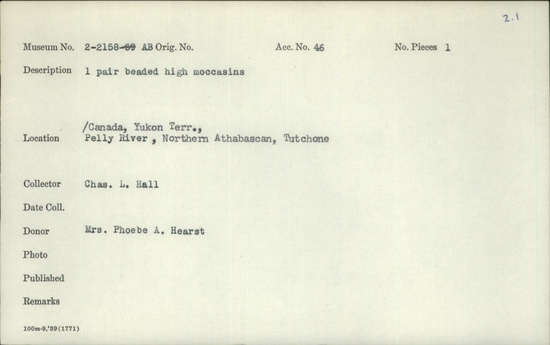 2.1
Museum No. 2-2158-69 AB Orig. No. Acc. No. 46 No. Pieces 1
Description 1 pair beaded high moccasins
/Canada, Yukon Terr.,
Location Pelly River , Northern Athabascan, Tutchone
Collector Chas. L. Hall
Date Coll.
Donor Mrs. Phoebe A. Hearst
Photo
Published
Remarks
100m-9,'39(1771)